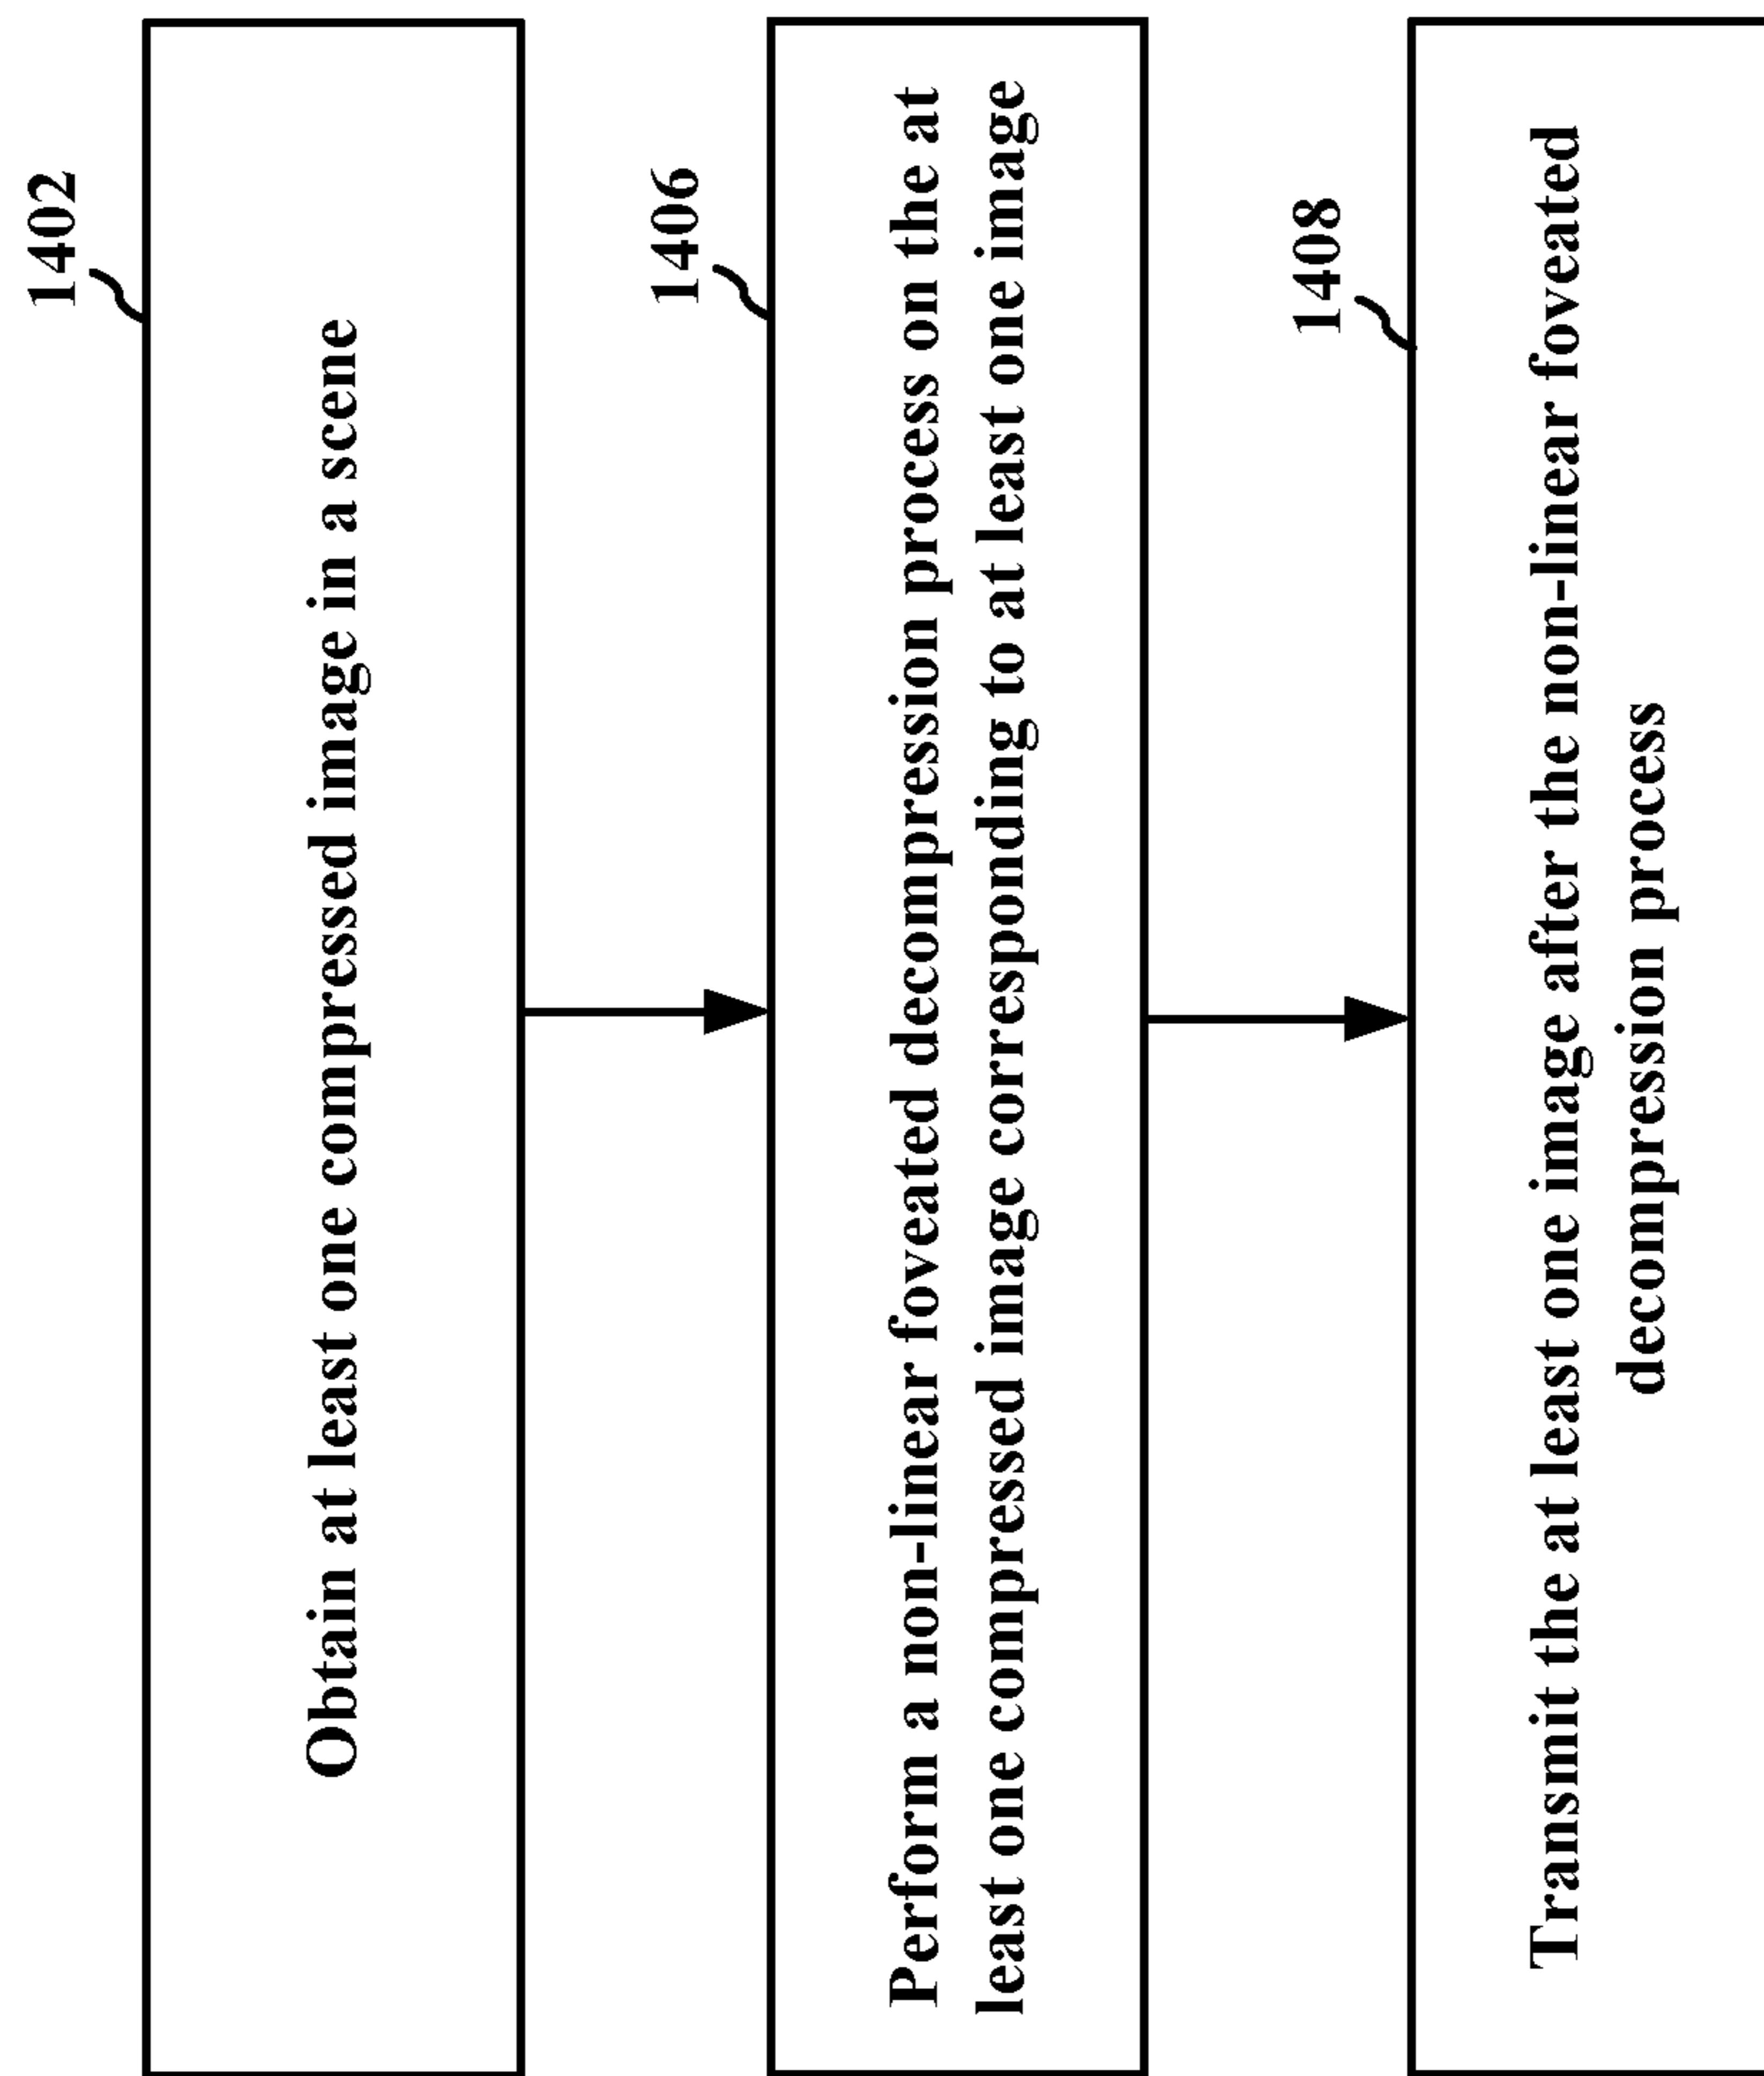 1402
Obtain at least one compressed image in a scene
1406
Perform a non-linear foveated decompression process on the at
least one compressed image corresponding to at least one image
1408
Transmit the at least one image after the non-linear foveated
decompression process